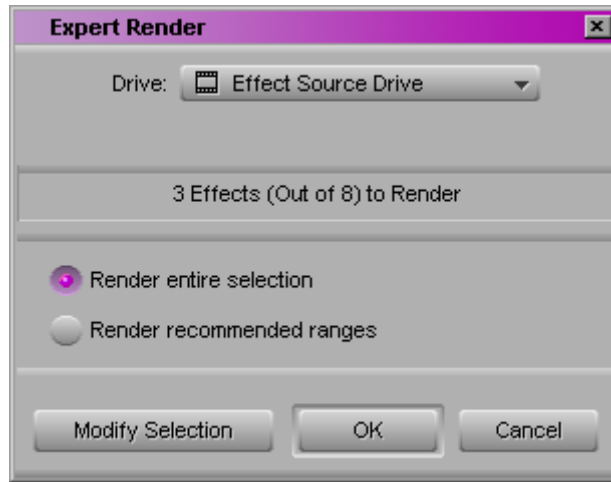 Expert Render
Drive: Effect Source Drive
3 Effects (Out of 8) to Render
Render entire selection
Render recommended ranges
Modify Selection OK Cancel